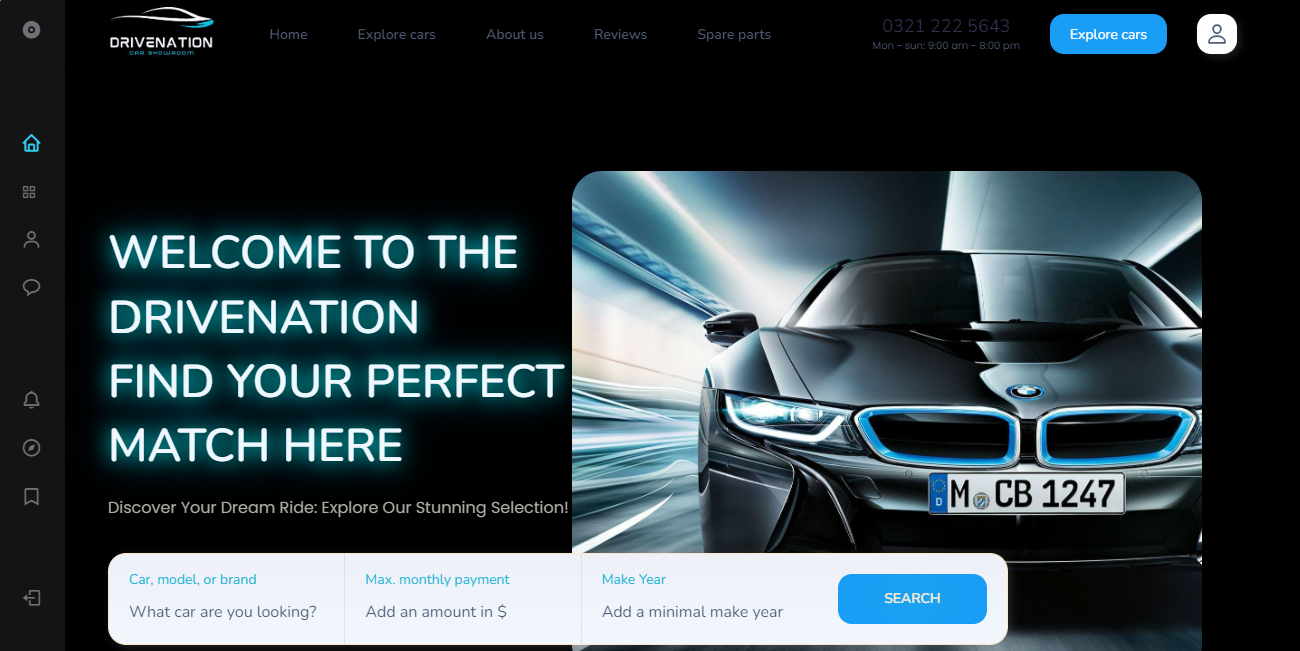 DRIVENATION
CAR SHOWROOM
Home
Explore cars
About us
Reviews
Spare parts
0321 222 5643
Mon - sun: 9:00 am - 8:00 pm
Explore cars
WELCOME TO THE
DRIVENATION
FIND YOUR PERFECT
MATCH HERE
Discover Your Dream Ride: Explore Our Stunning Selection!
BMW
D
M CB 1247
Car, model, or brand
What car are you looking?
Max. monthly payment
Add an amount in $
Make Year
Add a minimal make year
SEARCH